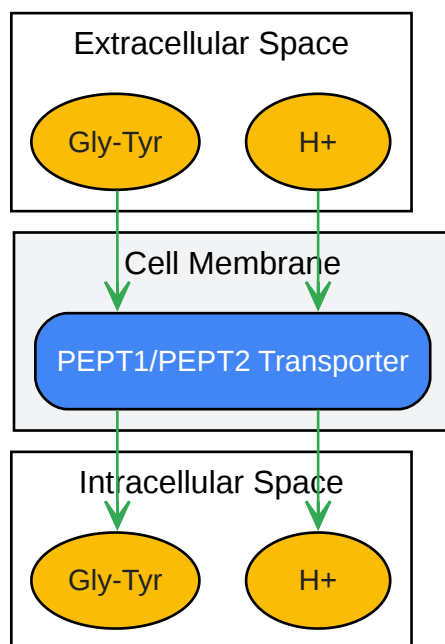 Extracellular Space
Gly-Tyr
H+
Cell Membrane
PEPT1/PEPT2 Transporter
Intracellular Space
Gly-Tyr
H+